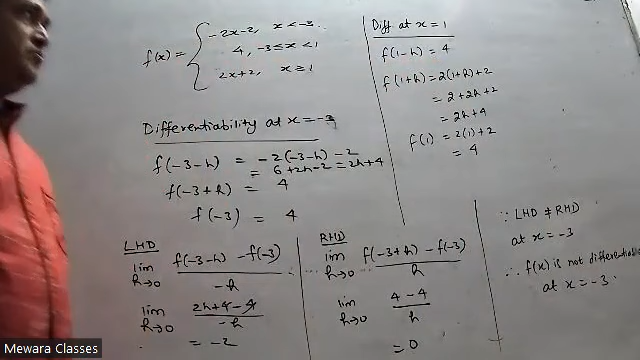 f(x) = { -2x-2, x < -3
4, -3 ≤ x < 1
2x+2, x ≥ 1
Differentiability at x = -3
f(-3-h) = -2(-3-h) -2
= 6+2h-2 = 2h+4
f(-3+h) = 4
f(-3) = 4
LHD
lim h→0 f(-3-h) - f(-3) / -h
lim h→0 2h+4-4 / -h
= -2
RHD
lim h→0 f(-3+h) - f(-3) / h
lim h→0 4-4 / h
= 0
Diff at x = 1
f(1-h) = 4
f(1+h) = 2(1+h)+2
= 2+2h+2
= 2h+4
f(1) = 2(1)+2
= 4
∵ LHD ≠ RHD
at x = -3
∴ f(x) is not differentiable
at x = -3
Mewara Classes